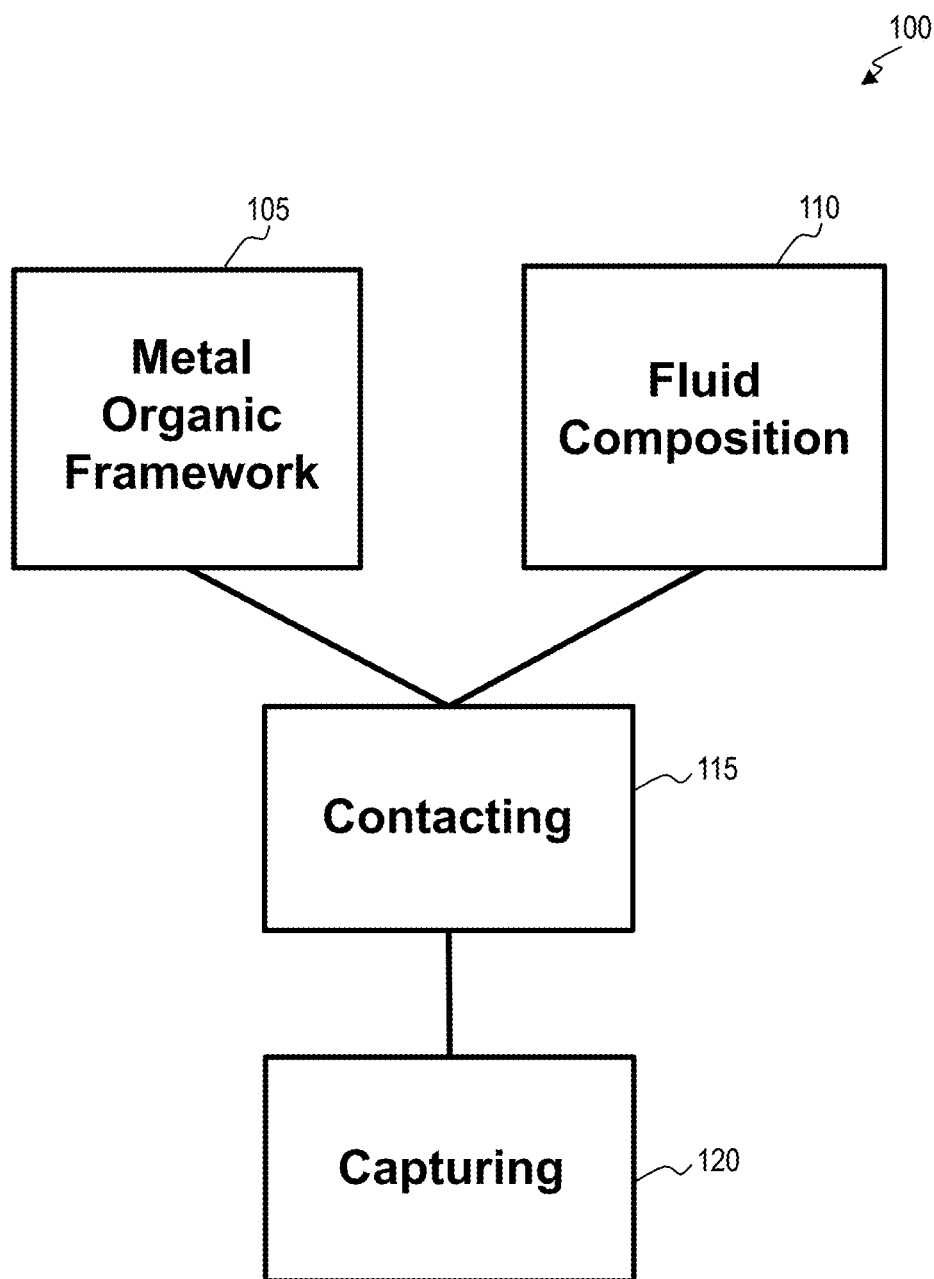 100
105
110
Metal
Organic
Framework
Fluid
Composition
Contacting
115
Capturing
120